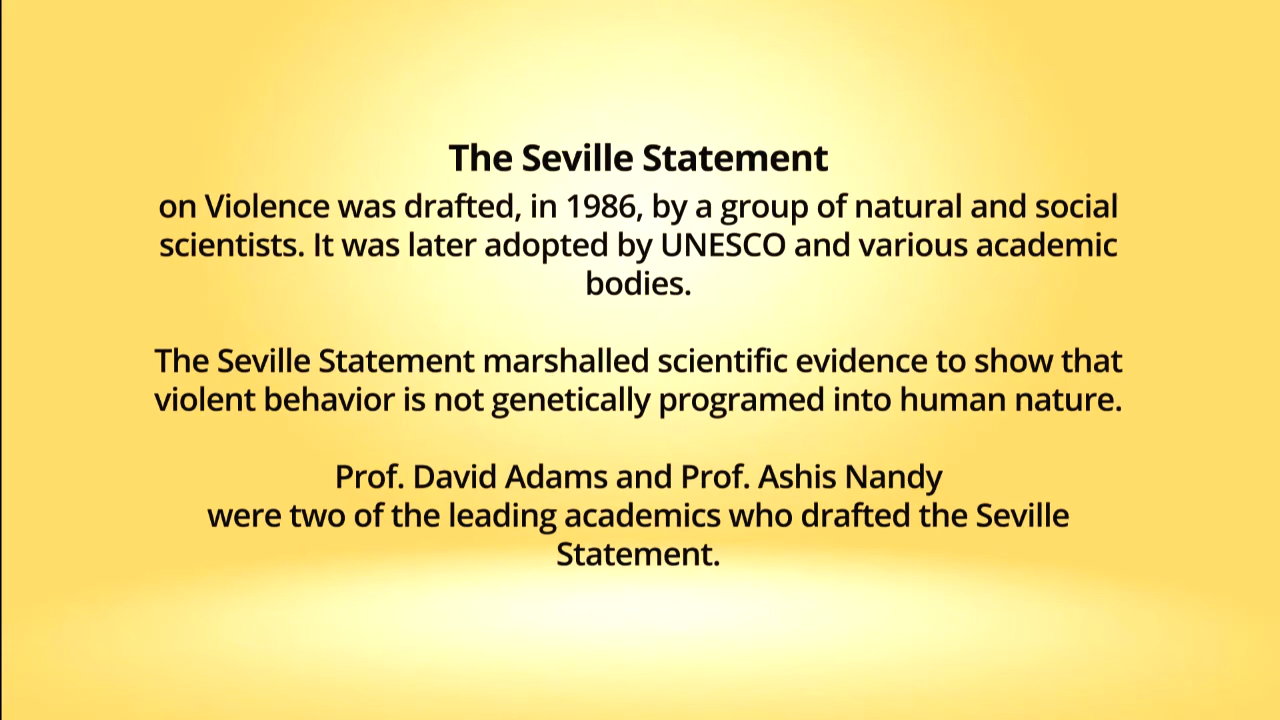 The Seville Statement
on Violence was drafted, in 1986, by a group of natural and social
scientists. It was later adopted by UNESCO and various academic
bodies.
The Seville Statement marshalled scientific evidence to show that
violent behavior is not genetically programed into human nature.
Prof. David Adams and Prof. Ashis Nandy
were two of the leading academics who drafted the Seville
Statement.